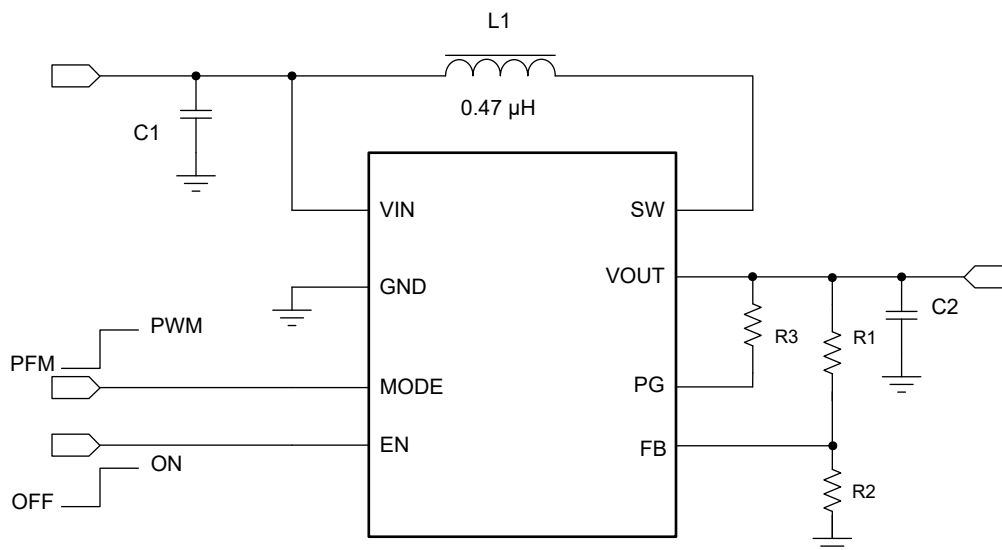 L1
0.47 µH
C1
VIN
SW
VOUT
GND
C2
PWM
R3
R1
PFM
MODE
PG
EN
FB
ON
R2
OFF